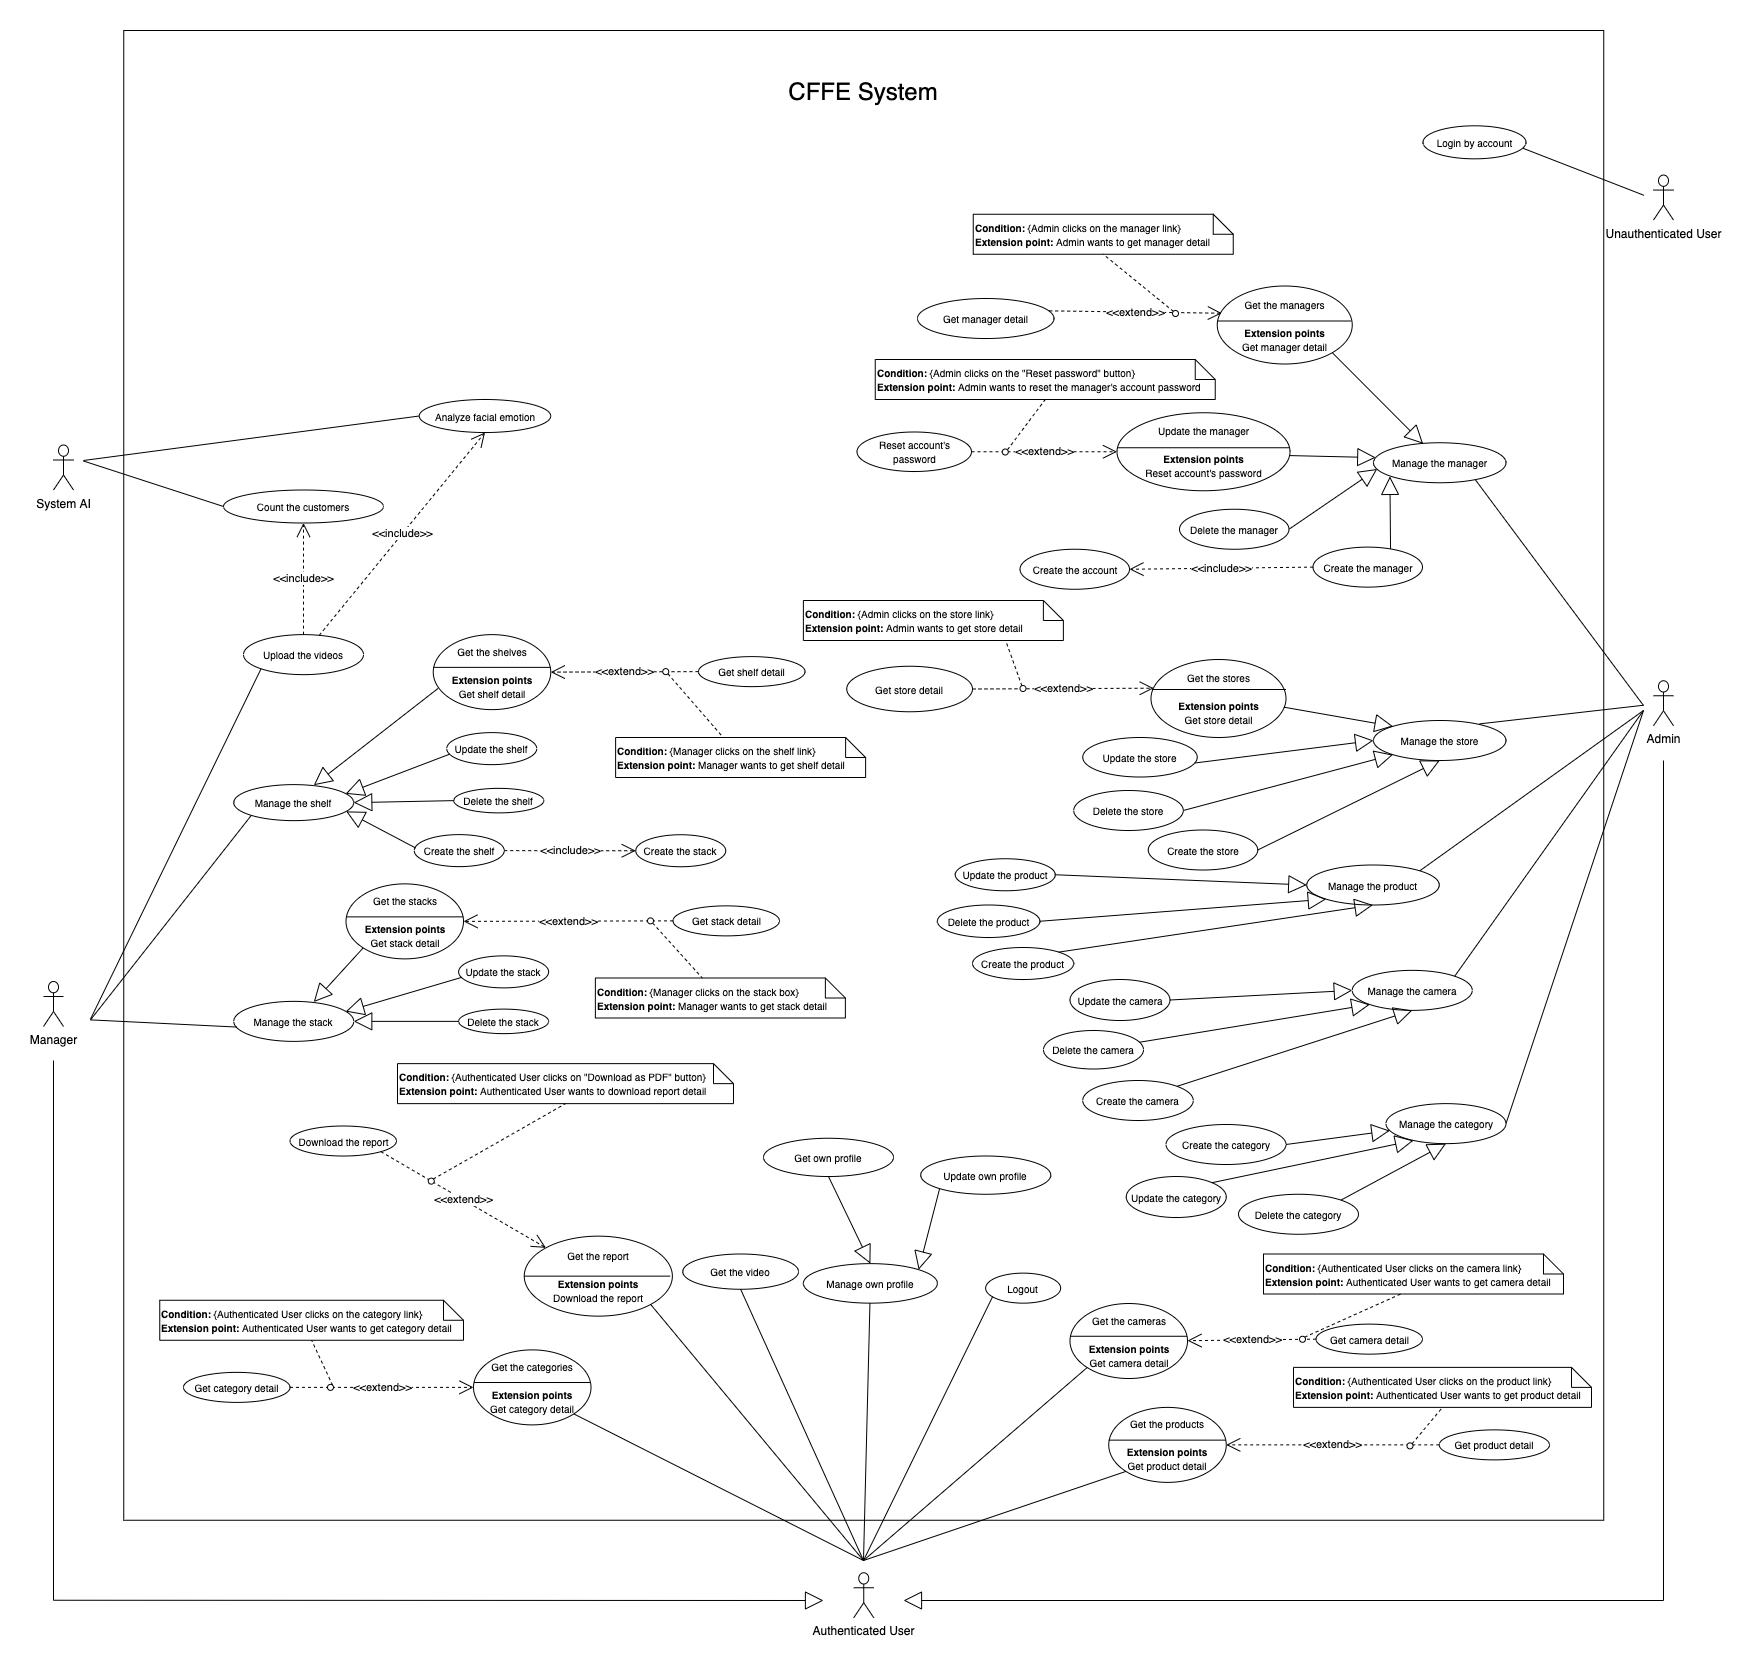 CFFE System
Login by account
Unauthenticated User
Condition: {Admin clicks on the manager link}
Extension point: Admin wants to get manager detail
Get manager detail
<<extend>>
Get the managers
Extension points
Get manager detail
Condition: {Admin clicks on the "Reset password" button}
Extension point: Admin wants to reset the manager's account password
Reset account's
password
<<extend>>
Update the manager
Extension points
Reset account's password
Manage the manager
Delete the manager
Create the account
<<include>>
Create the manager
Analyze facial emotion
System AI
Count the customers
<<include>>
<<include>>
Upload the videos
Get the shelves
Extension points
Get shelf detail
<<extend>>
Get shelf detail
Condition: {Manager clicks on the shelf link}
Extension point: Manager wants to get shelf detail
Update the shelf
Manage the shelf
Delete the shelf
Create the shelf
<<include>>
Create the stack
Condition: {Admin clicks on the store link}
Extension point: Admin wants to get store detail
Get store detail
<<extend>>
Get the stores
Extension points
Get store detail
Manage the store
Admin
Update the store
Delete the store
Create the store
Update the product
Manage the product
Delete the product
Create the product
Get the stacks
Extension points
Get stack detail
<<extend>>
Get stack detail
Condition: {Manager clicks on the stack box}
Extension point: Manager wants to get stack detail
Update the stack
Manage the stack
Delete the stack
Manager
Update the camera
Manage the camera
Delete the camera
Create the camera
Manage the category
Create the category
Update the category
Delete the category
Condition: {Authenticated User clicks on "Download as PDF" button}
Extension point: Authenticated User wants to download report detail
Download the report
<<extend>>
Get the report
Extension points
Download the report
Get own profile
Update own profile
Get the video
Manage own profile
Logout
Condition: {Authenticated User clicks on the camera link}
Extension point: Authenticated User wants to get camera detail
Get the cameras
Extension points
Get camera detail
<<extend>>
Get camera detail
Condition: {Authenticated User clicks on the category link}
Extension point: Authenticated User wants to get category detail
Get category detail
<<extend>>
Get the categories
Extension points
Get category detail
Condition: {Authenticated User clicks on the product link}
Extension point: Authenticated User wants to get product detail
Get the products
Extension points
Get product detail
<<extend>>
Get product detail
Authenticated User